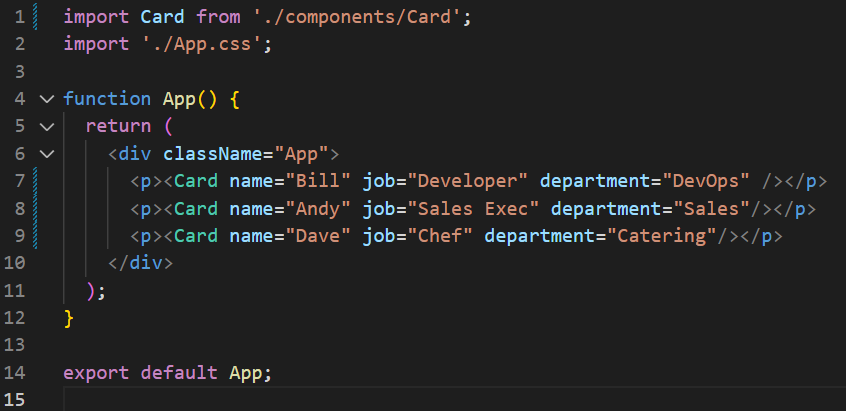 1 import Card from './components/Card';
2 import './App.css';
3
4 function App() {
5   return (
6     <div className="App">
7       <p><Card name="Bill" job="Developer" department="DevOps" /></p>
8       <p><Card name="Andy" job="Sales Exec" department="Sales"/></p>
9       <p><Card name="Dave" job="Chef" department="Catering"/></p>
10     </div>
11   );
12 }
13
14 export default App;
15